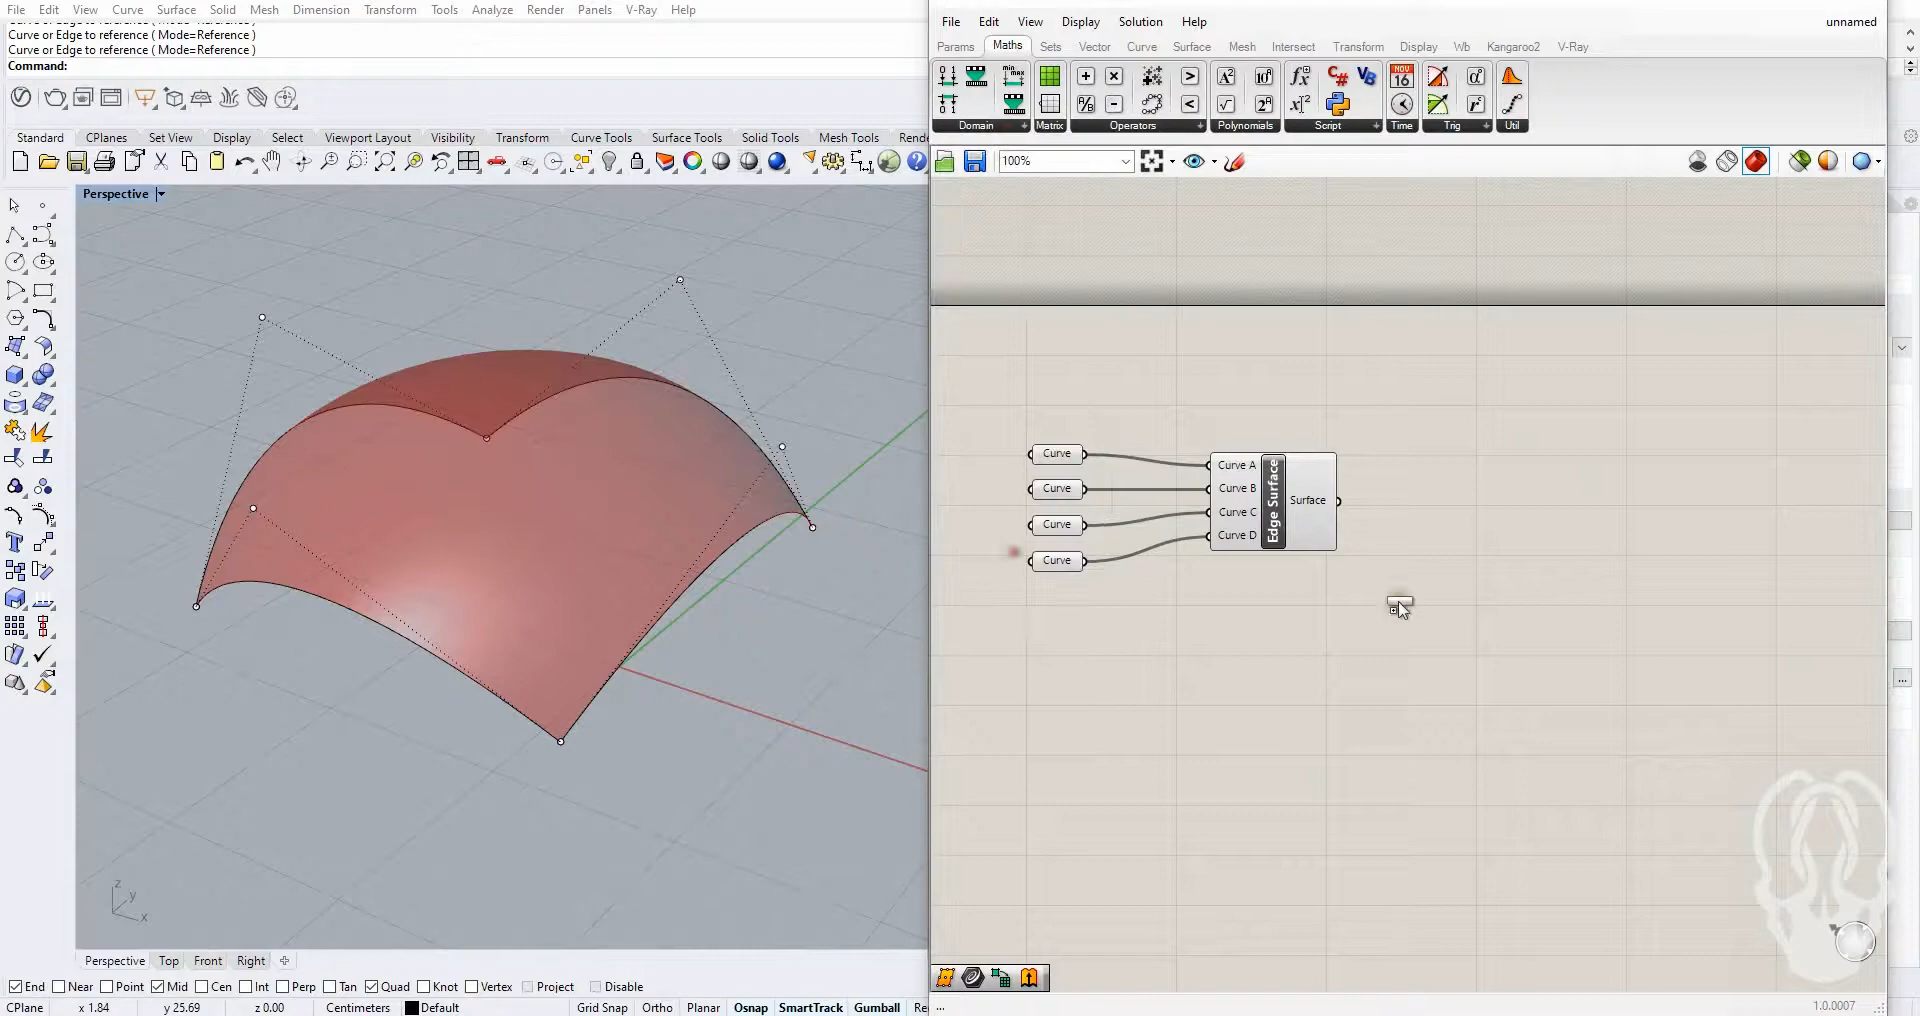 File Edit View Curve Surface Solid Mesh Dimension Transform Tools Analyze Render Panels V-Ray Help
Curve or Edge to reference ( Mode=Reference )
Curve or Edge to reference ( Mode=Reference )
Command:
Standard CPlanes Set View Display Select Viewport Layout Visibility Transform Curve Tools Surface Tools Solid Tools Mesh Tools Rende
Perspective
z
y
x
Perspective Top Front Right
End Near Point Mid Cen Int Perp Tan Quad Knot Vertex Project Disable
CPlane x 1.84 y 25.69 z 0.00 Centimeters Default Grid Snap Ortho Planar Osnap SmartTrack Gumball Re
File Edit View Display Solution Help unnamed
Params Maths Sets Vector Curve Surface Mesh Intersect Transform Display Wb Kangaroo2 V-Ray
Domain Matrix Operators Polynomials Script Time Trig Util
100%
Curve
Curve
Curve
Curve
Curve A
Curve B
Curve C
Curve D
Edge Surface
Surface
...
1.0.0007